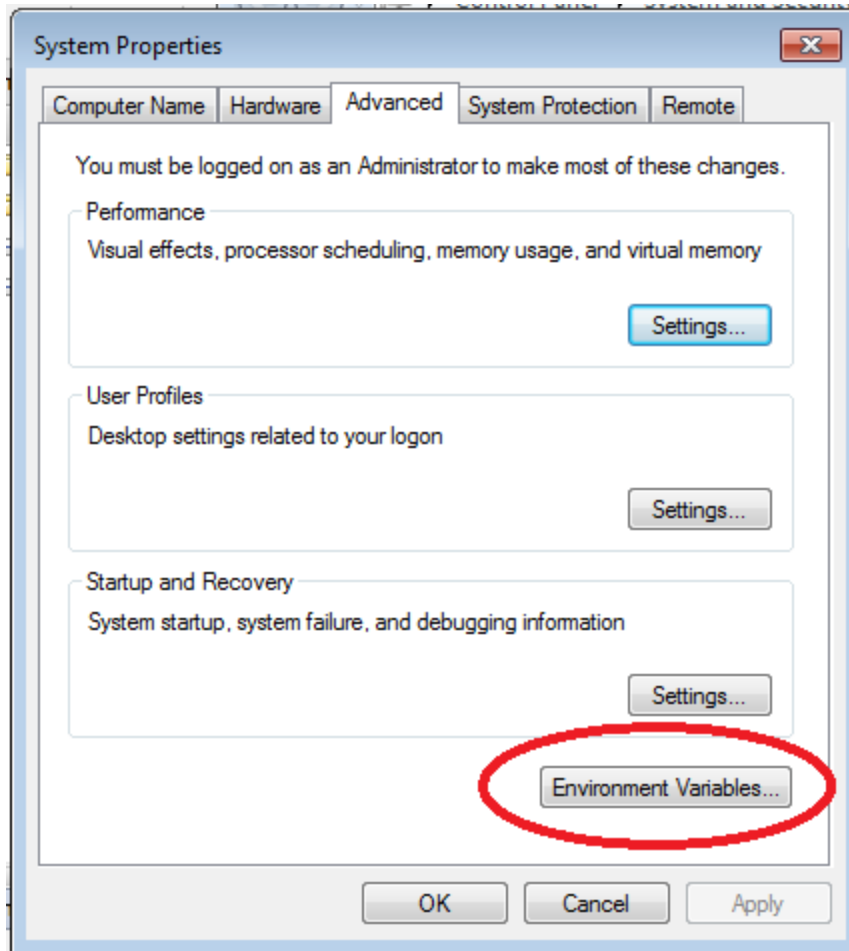 System Properties
Computer Name Hardware Advanced System Protection Remote
You must be logged on as an Administrator to make most of these changes.
Performance
Visual effects, processor scheduling, memory usage, and virtual memory
Settings...
User Profiles
Desktop settings related to your logon
Settings...
Startup and Recovery
System startup, system failure, and debugging information
Settings...
Environment Variables...
OK Cancel Apply